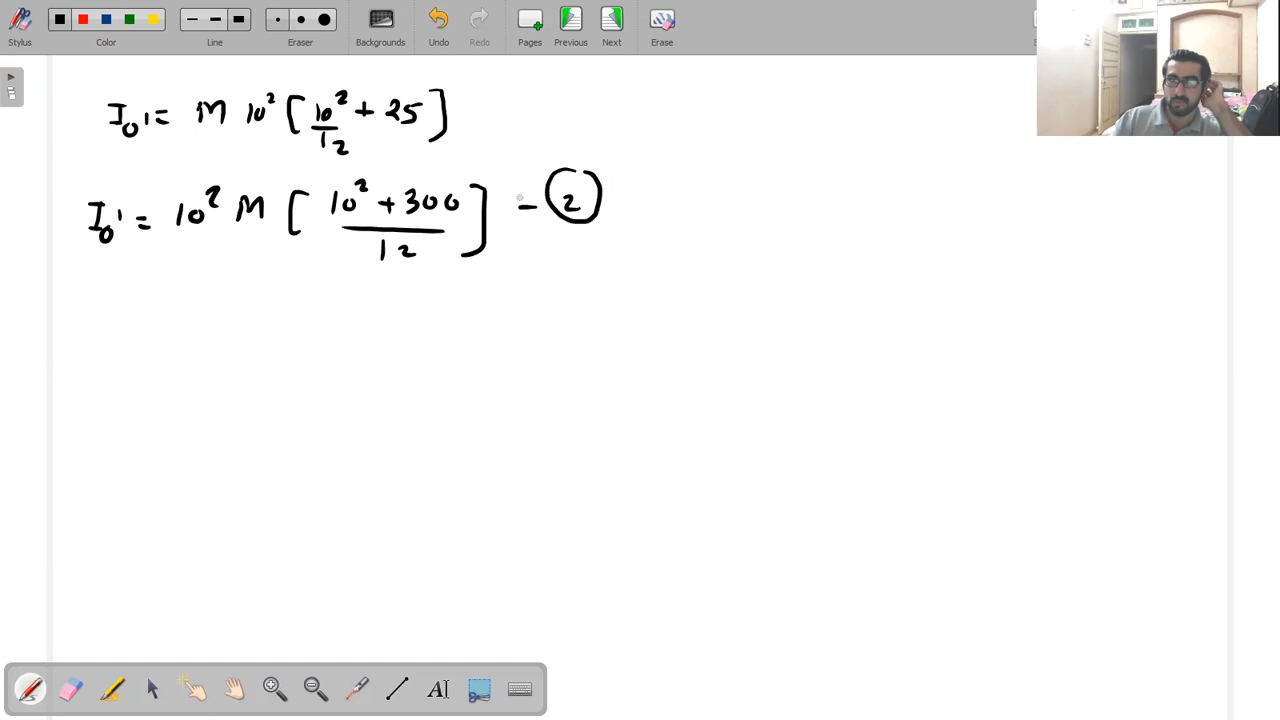 Stylus Color Line Eraser Backgrounds Undo Redo Pages Previous Next Erase
I₀' = M 10² [10²/12 + 25]
I₀' = 10² M [(10² + 300)/12] - ②
AI